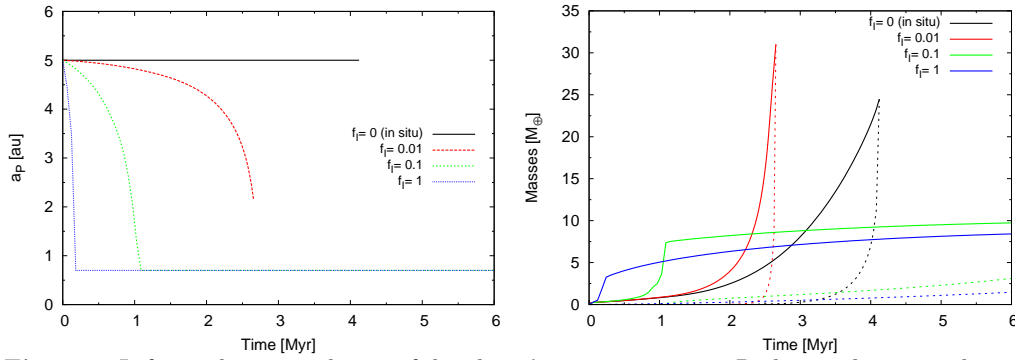 a_P [au]
7
6
5
4
3
2
1
0
f_I= 0 (in situ)
f_I= 0.01
f_I= 0.1
f_I= 1
0 1 2 3 4 5 6
Time [Myr]
Masses [M⊕]
35
30
25
20
15
10
5
0
f_I= 0 (in situ)
f_I= 0.01
f_I= 0.1
f_I= 1
0 1 2 3 4 5 6
Time [Myr]